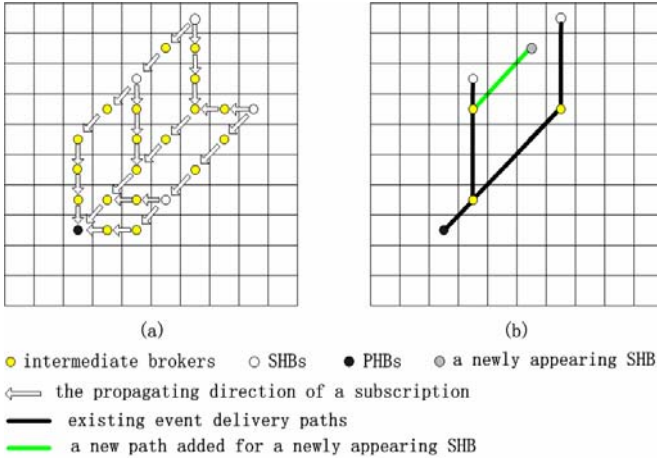 (a) (b)
intermediate brokers SHBs PHBs a newly appearing SHB
the propagating direction of a subscription
existing event delivery paths
a new path added for a newly appearing SHB